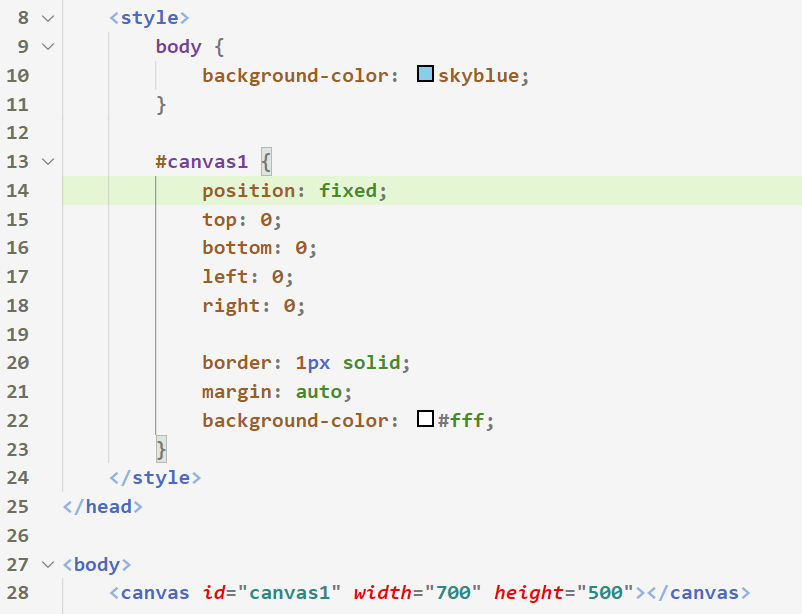 8 <style>
9 body {
10 background-color: skyblue;
11 }
12
13 #canvas1 {
14 position: fixed;
15 top: 0;
16 bottom: 0;
17 left: 0;
18 right: 0;
19
20 border: 1px solid;
21 margin: auto;
22 background-color: #fff;
23 }
24 </style>
25 </head>
26
27 <body>
28 <canvas id="canvas1" width="700" height="500"></canvas>